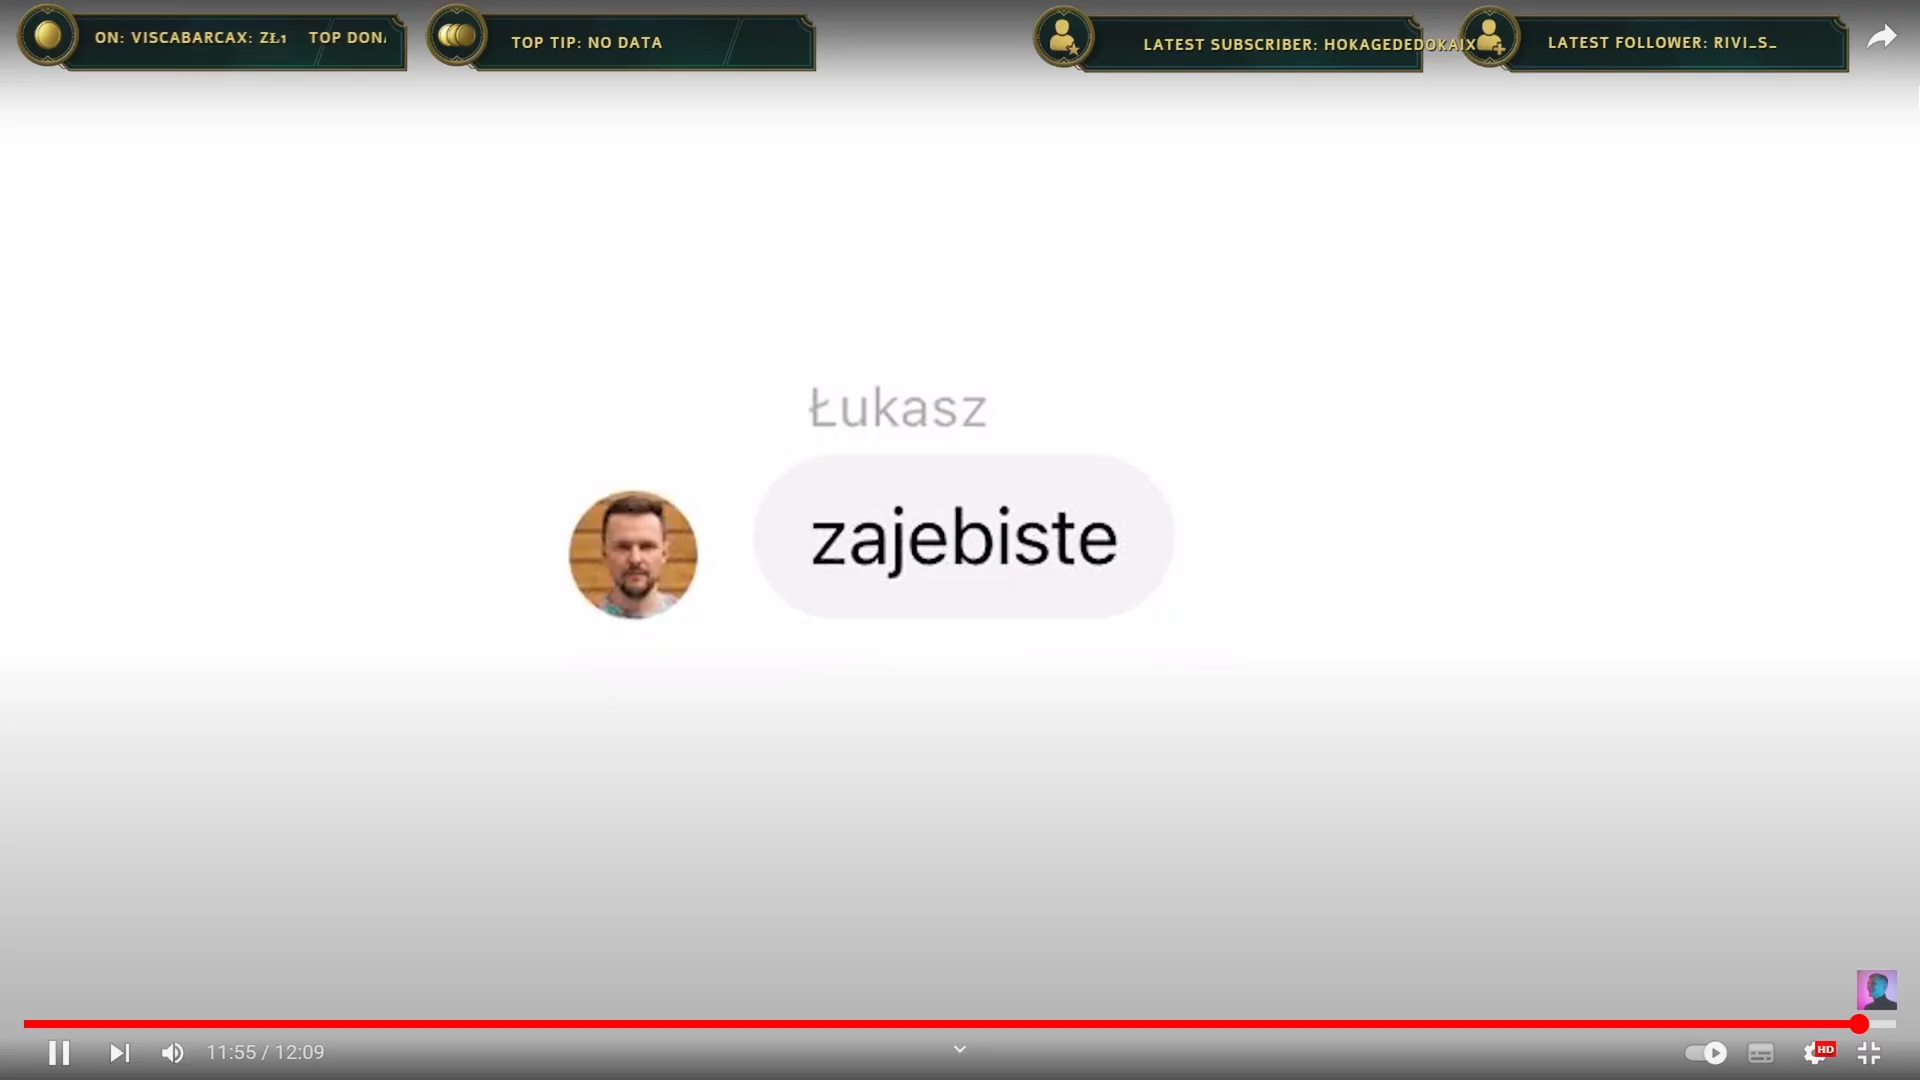 ON: VISCABARCAX: ZŁ1 TOP DON
TOP TIP: NO DATA
LATEST SUBSCRIBER: HOKAGEDEDOKAIX
LATEST FOLLOWER: RIVI_S_
Łukasz
zajebiste
11:55 / 12:09
HD